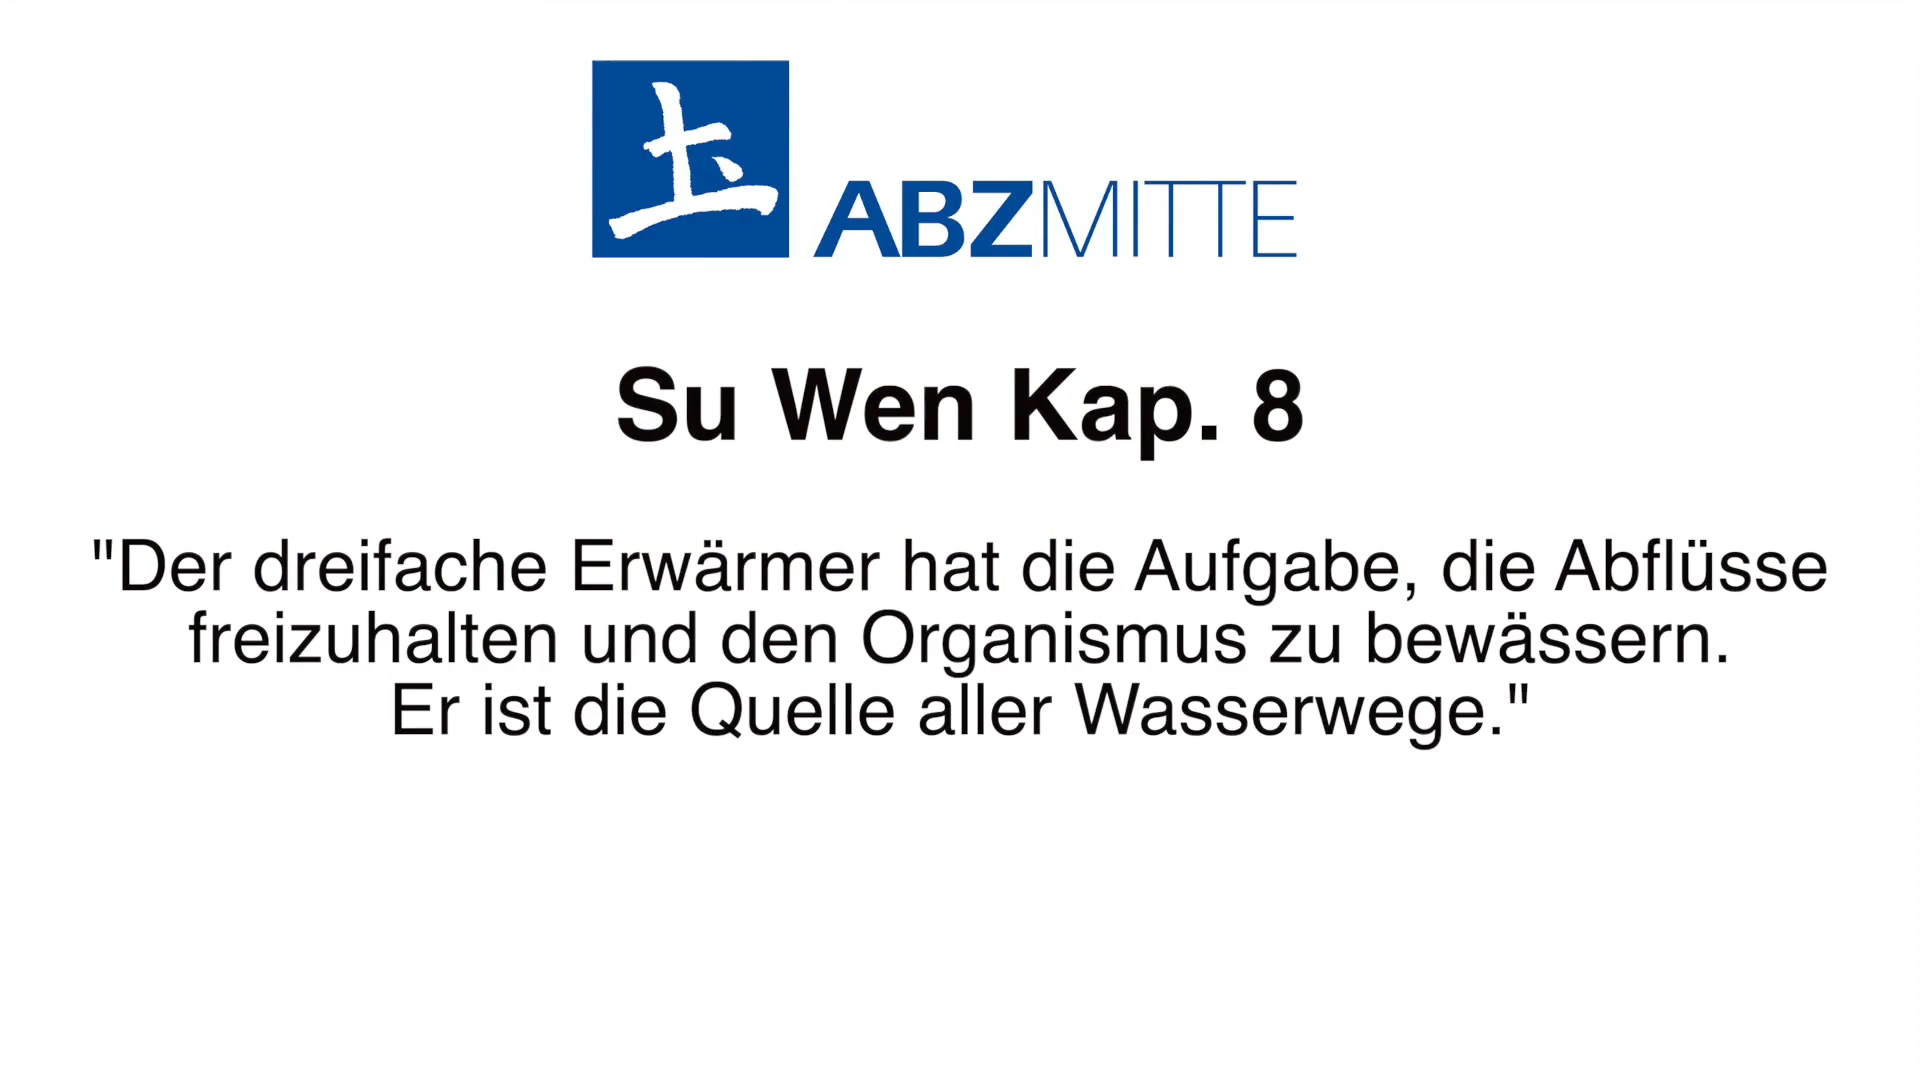 圡
ABZMITTE
Su Wen Kap. 8
"Der dreifache Erwärmer hat die Aufgabe, die Abflüsse
freizuhalten und den Organismus zu bewässern.
Er ist die Quelle aller Wasserwege."